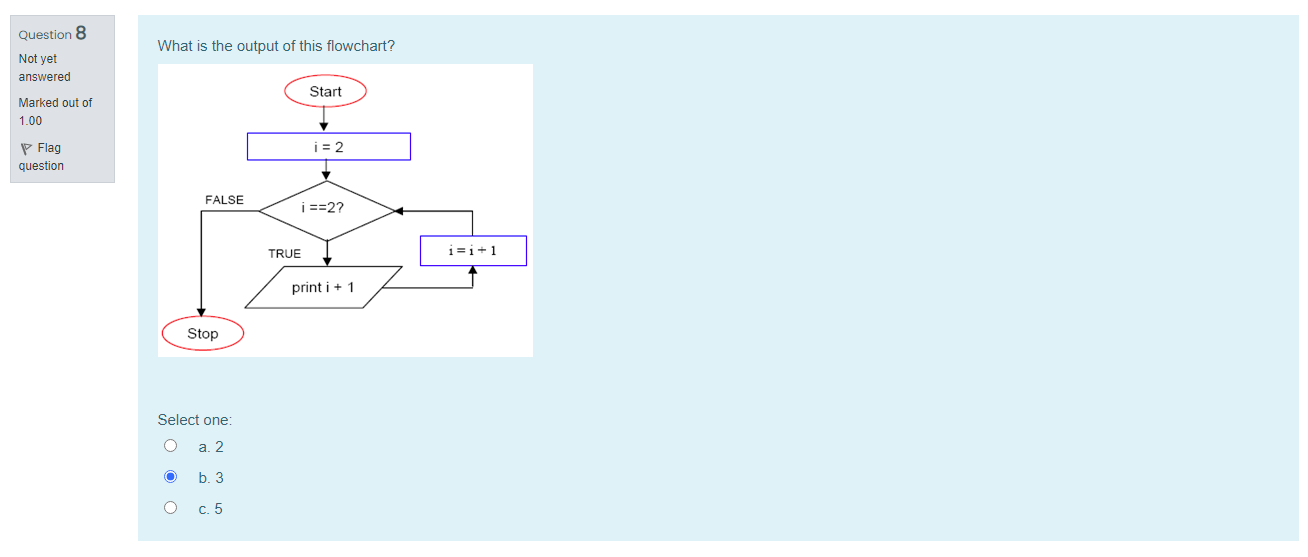 Question 8
Not yet
answered
Marked out of
1.00
Flag
question
What is the output of this flowchart?
Start
i = 2
FALSE
i ==2?
TRUE
i = i + 1
print i + 1
Stop
Select one:
a. 2
b. 3
c. 5